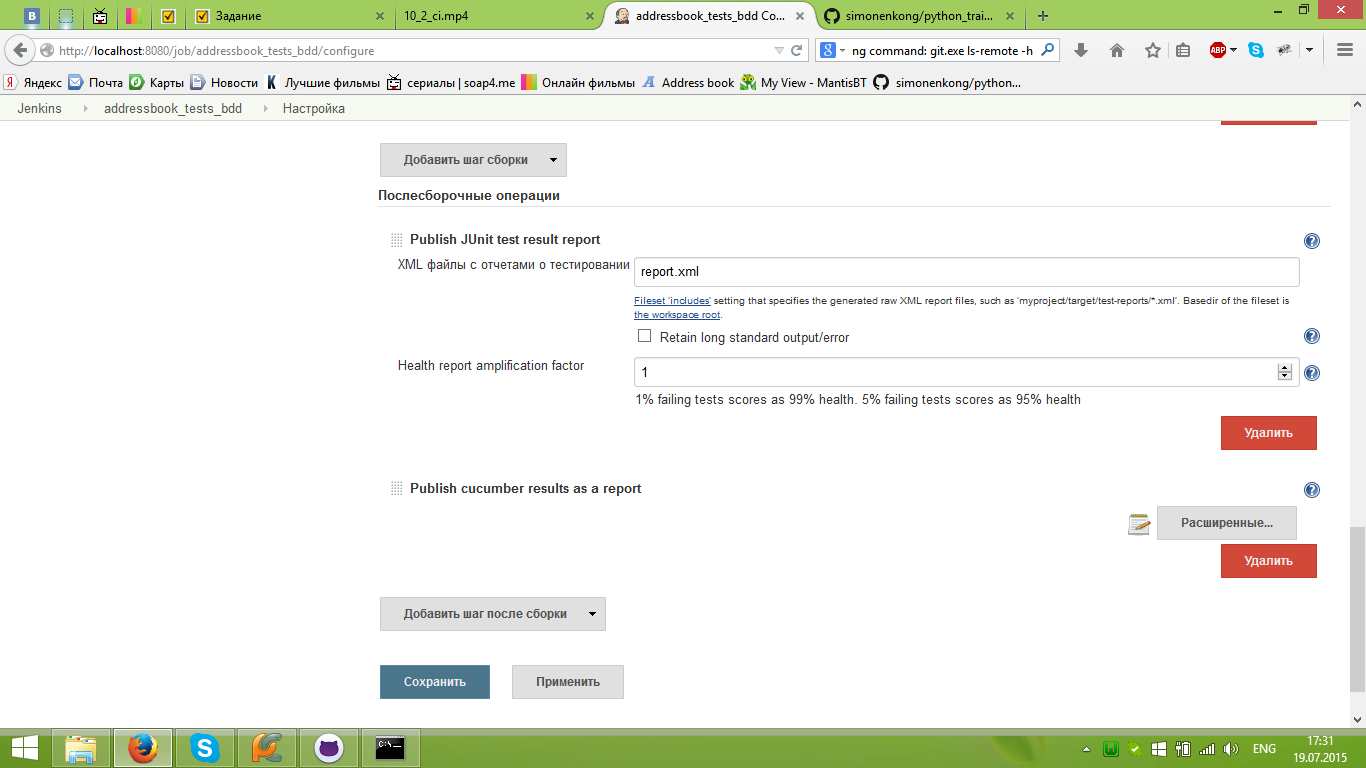 Задание
10_2_ci.mp4
addressbook_tests_bdd Co...
simonenkong/python_trai...
http://localhost:8080/job/addressbook_tests_bdd/configure
ng command: git.exe ls-remote -h
Яндекс
Почта
Карты
Новости
Лучшие фильмы
сериалы | soap4.me
Онлайн фильмы
Address book
My View - MantisBT
simonenkong/python...
Jenkins
addressbook_tests_bdd
Настройка
Добавить шаг сборки
Послесборочные операции
Publish JUnit test result report
XML файлы с отчетами о тестировании
report.xml
Fileset 'includes' setting that specifies the generated raw XML report files, such as 'myproject/target/test-reports/*.xml'. Basedir of the fileset is
the workspace root.
Retain long standard output/error
Health report amplification factor
1
1% failing tests scores as 99% health. 5% failing tests scores as 95% health
Удалить
Publish cucumber results as a report
Расширенные...
Удалить
Добавить шаг после сборки
Сохранить
Применить
ENG
17:31
19.07.2015